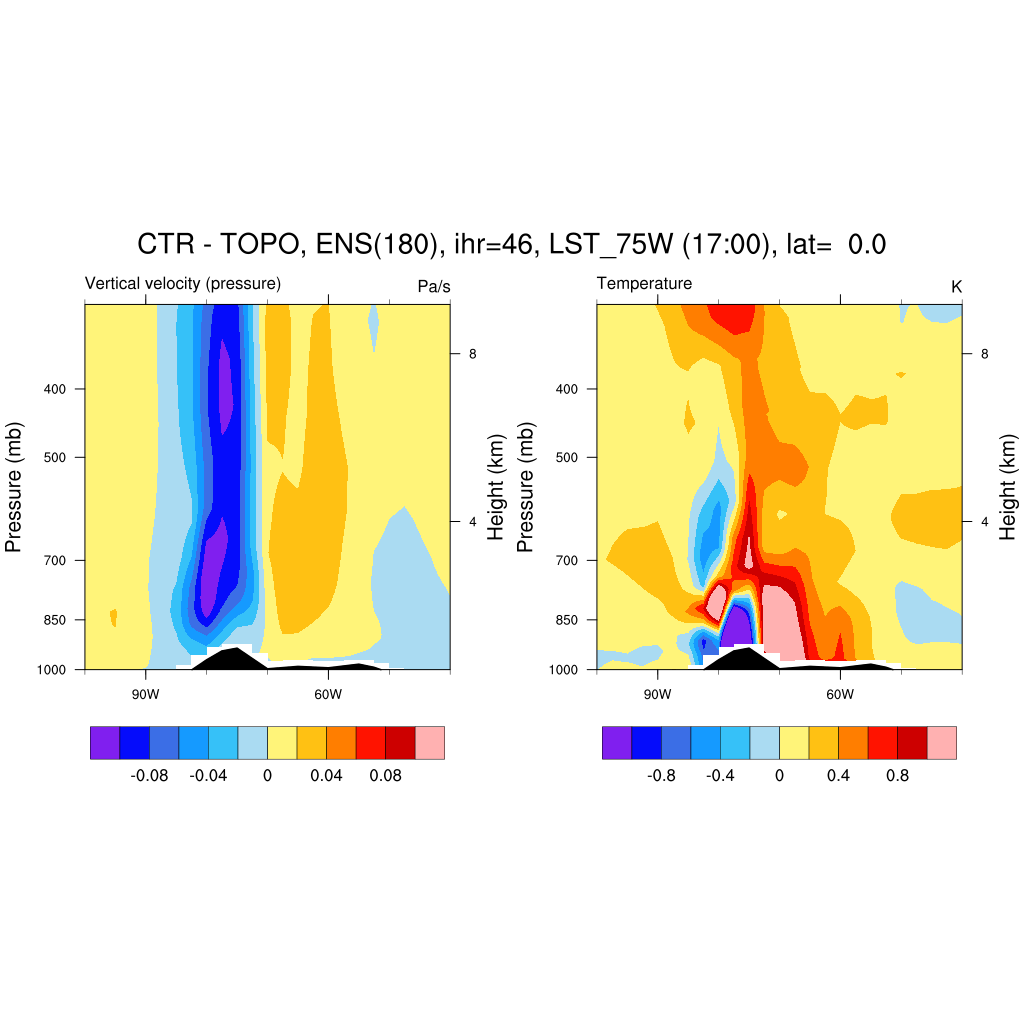 CTR - TOPO, ENS(180), ihr=46, LST_75W (17:00), lat=  0.0
Vertical velocity (pressure)
Pa/s
Pressure (mb)
400
500
700
850
1000
90W
60W
8
4
Height (km)
-0.08
-0.04
0
0.04
0.08
Temperature
K
Pressure (mb)
400
500
700
850
1000
90W
60W
8
4
Height (km)
-0.8
-0.4
0
0.4
0.8